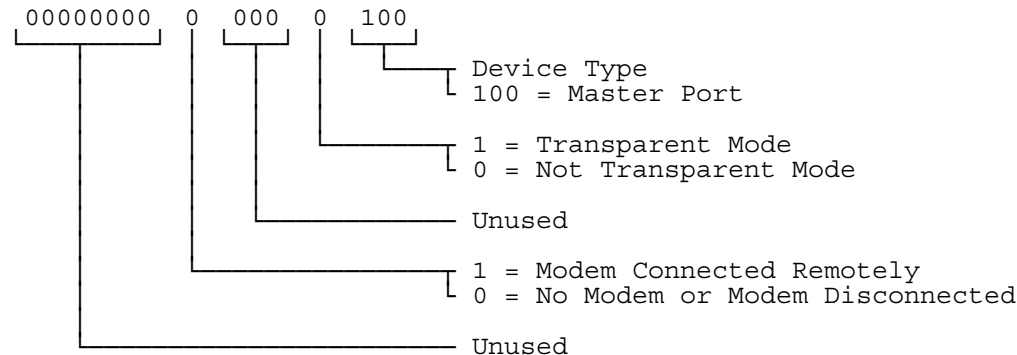 00000000 0 000 0 100
Device Type
100 = Master Port
1 = Transparent Mode
0 = Not Transparent Mode
Unused
1 = Modem Connected Remotely
0 = No Modem or Modem Disconnected
Unused